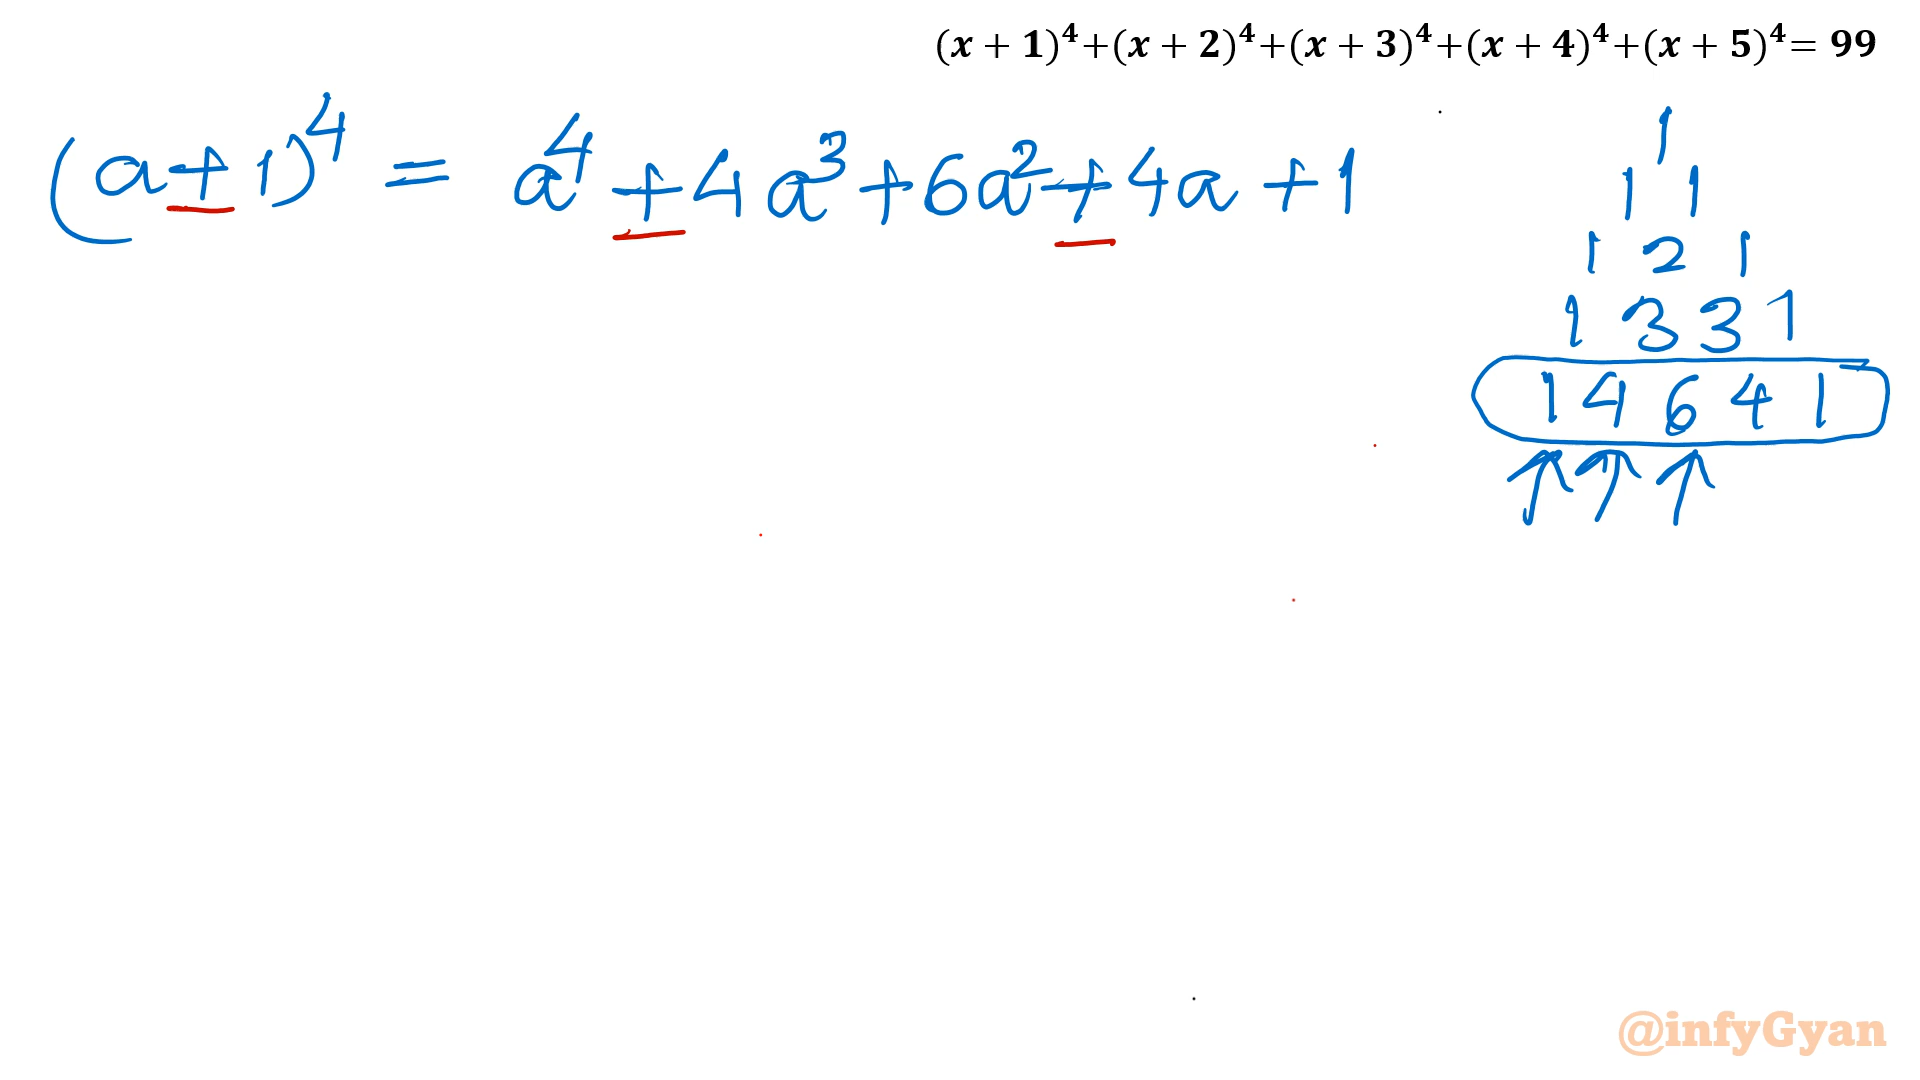 (x + 1)⁴+(x + 2)⁴+(x + 3)⁴+(x + 4)⁴+(x + 5)⁴= 99
(a+1)⁴ = a⁴ + 4a³ + 6a² + 4a + 1
1
1 1
1 2 1
1 3 3 1
1 4 6 4 1
@infyGyan